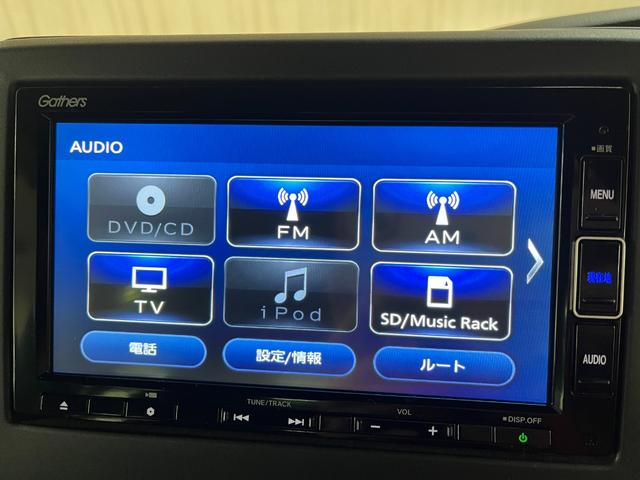 Gathers
AUDIO
■画質
DVD/CD
FM
AM
MENU
TV
iPod
SD/Music Rack
現在地
電話
設定/情報
ルート
AUDIO
TUNE/TRACK
VOL
■DISP.OFF